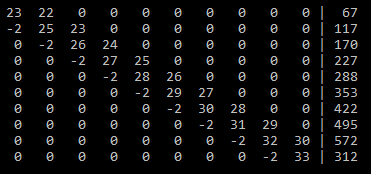 23 22 0 0 0 0 0 0 0 0 | 67
-2 25 23 0 0 0 0 0 0 0 | 117
0 -2 26 24 0 0 0 0 0 0 | 170
0 0 -2 27 25 0 0 0 0 0 | 227
0 0 0 -2 28 26 0 0 0 0 | 288
0 0 0 0 -2 29 27 0 0 0 | 353
0 0 0 0 0 -2 30 28 0 0 | 422
0 0 0 0 0 0 -2 31 29 0 | 495
0 0 0 0 0 0 0 -2 32 30 | 572
0 0 0 0 0 0 0 0 -2 33 | 312